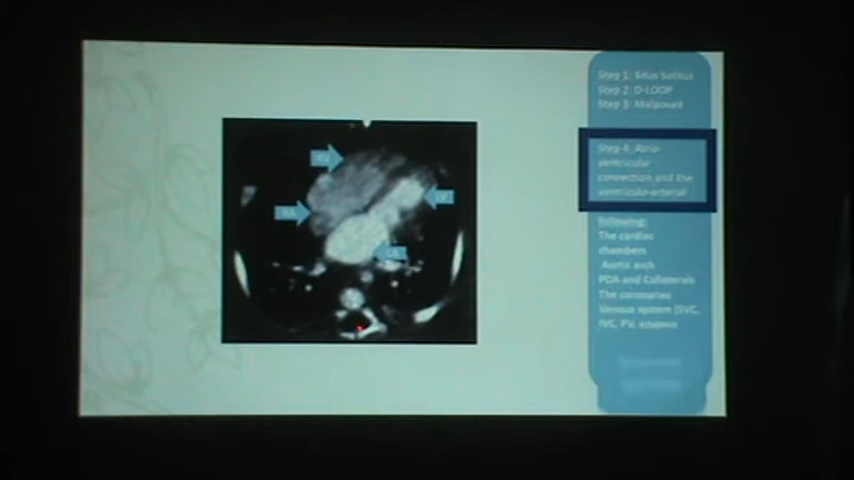 RV
RA
LV
LA
Step 1: Situs Solitus
Step 2: D-LOOP
Step 3: Malposed
Step 4: Atrio-
ventricular
connection and the
ventriculo-arterial
following:
The cardiac
chambers
Aortic arch
PDA and Collaterals
The coronaries
Venous system (SVC,
IVC, PV, azygous